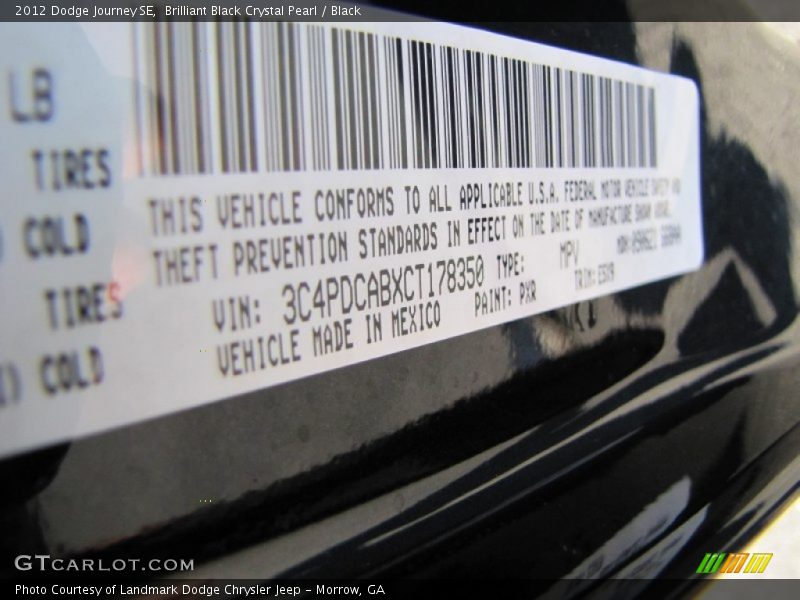 2012 Dodge Journey SE, Brilliant Black Crystal Pearl / Black
LB
TIRES
COLD
TIRES
COLD
THIS VEHICLE CONFORMS TO ALL APPLICABLE U.S.A. FEDERAL MOTOR VEHICLE SAFETY AND
THEFT PREVENTION STANDARDS IN EFFECT ON THE DATE OF MANUFACTURE SHOWN ABOVE.
VIN: 3C4PDCABXCT178350 TYPE: MPV MDH:
VEHICLE MADE IN MEXICO PAINT: PXR TRIM:
GTCARLOT.COM
Photo Courtesy of Landmark Dodge Chrysler Jeep - Morrow, GA